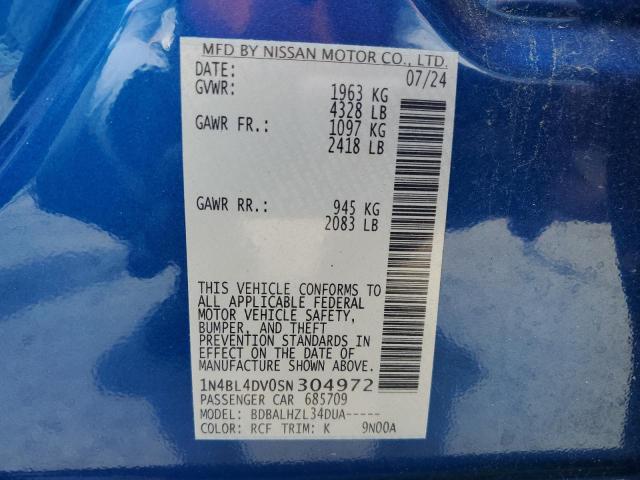 MFD BY NISSAN MOTOR CO., LTD.
DATE: 07/24
GVWR: 1963 KG
4328 LB
GAWR FR.: 1097 KG
2418 LB
GAWR RR.: 945 KG
2083 LB
THIS VEHICLE CONFORMS TO
ALL APPLICABLE FEDERAL
MOTOR VEHICLE SAFETY,
BUMPER, AND THEFT
PREVENTION STANDARDS IN
EFFECT ON THE DATE OF
MANUFACTURE SHOWN ABOVE.
1N4BL4DV0SN304972
PASSENGER CAR 685709
MODEL: BDBALHZL34DUA-----
COLOR: RCF TRIM: K 9N00A